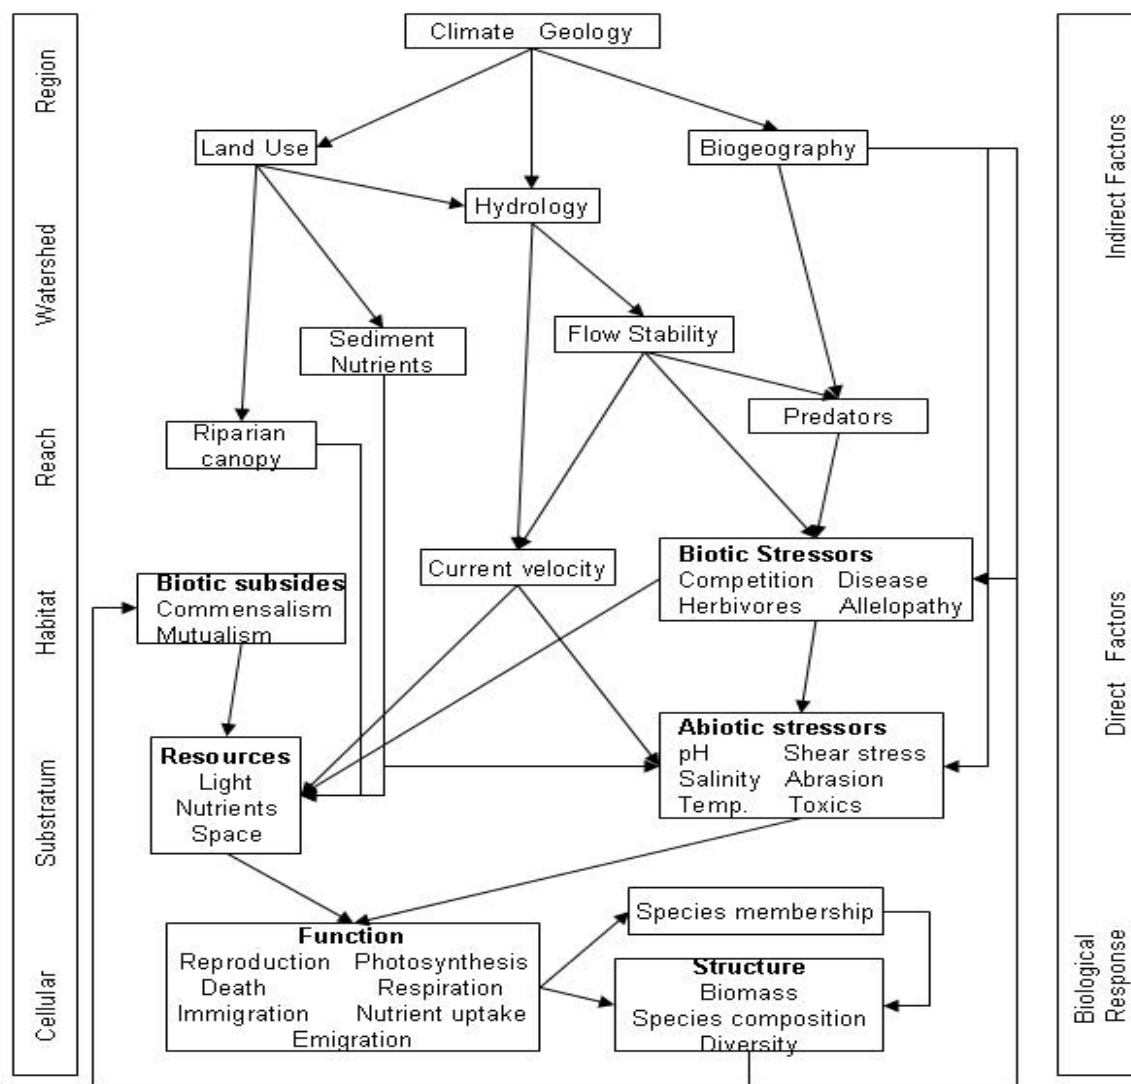 Region
Watershed
Reach
Habitat
Substratum
Cellular
Climate Geology
Land Use
Biogeography
Hydrology
Sediment
Nutrients
Flow Stability
Riparian
canopy
Predators
Current velocity
Biotic Stressors
Competition Disease
Herbivores Allelopathy
Biotic subsides
Commensalism
Mutualism
Resources
Light
Nutrients
Space
Abiotic stressors
pH Shear stress
Salinity Abrasion
Temp. Toxics
Function
Reproduction Photosynthesis
Death Respiration
Immigration Nutrient uptake
Emigration
Species membership
Structure
Biomass
Species composition
Diversity
Indirect Factors
Direct Factors
Biological
Response